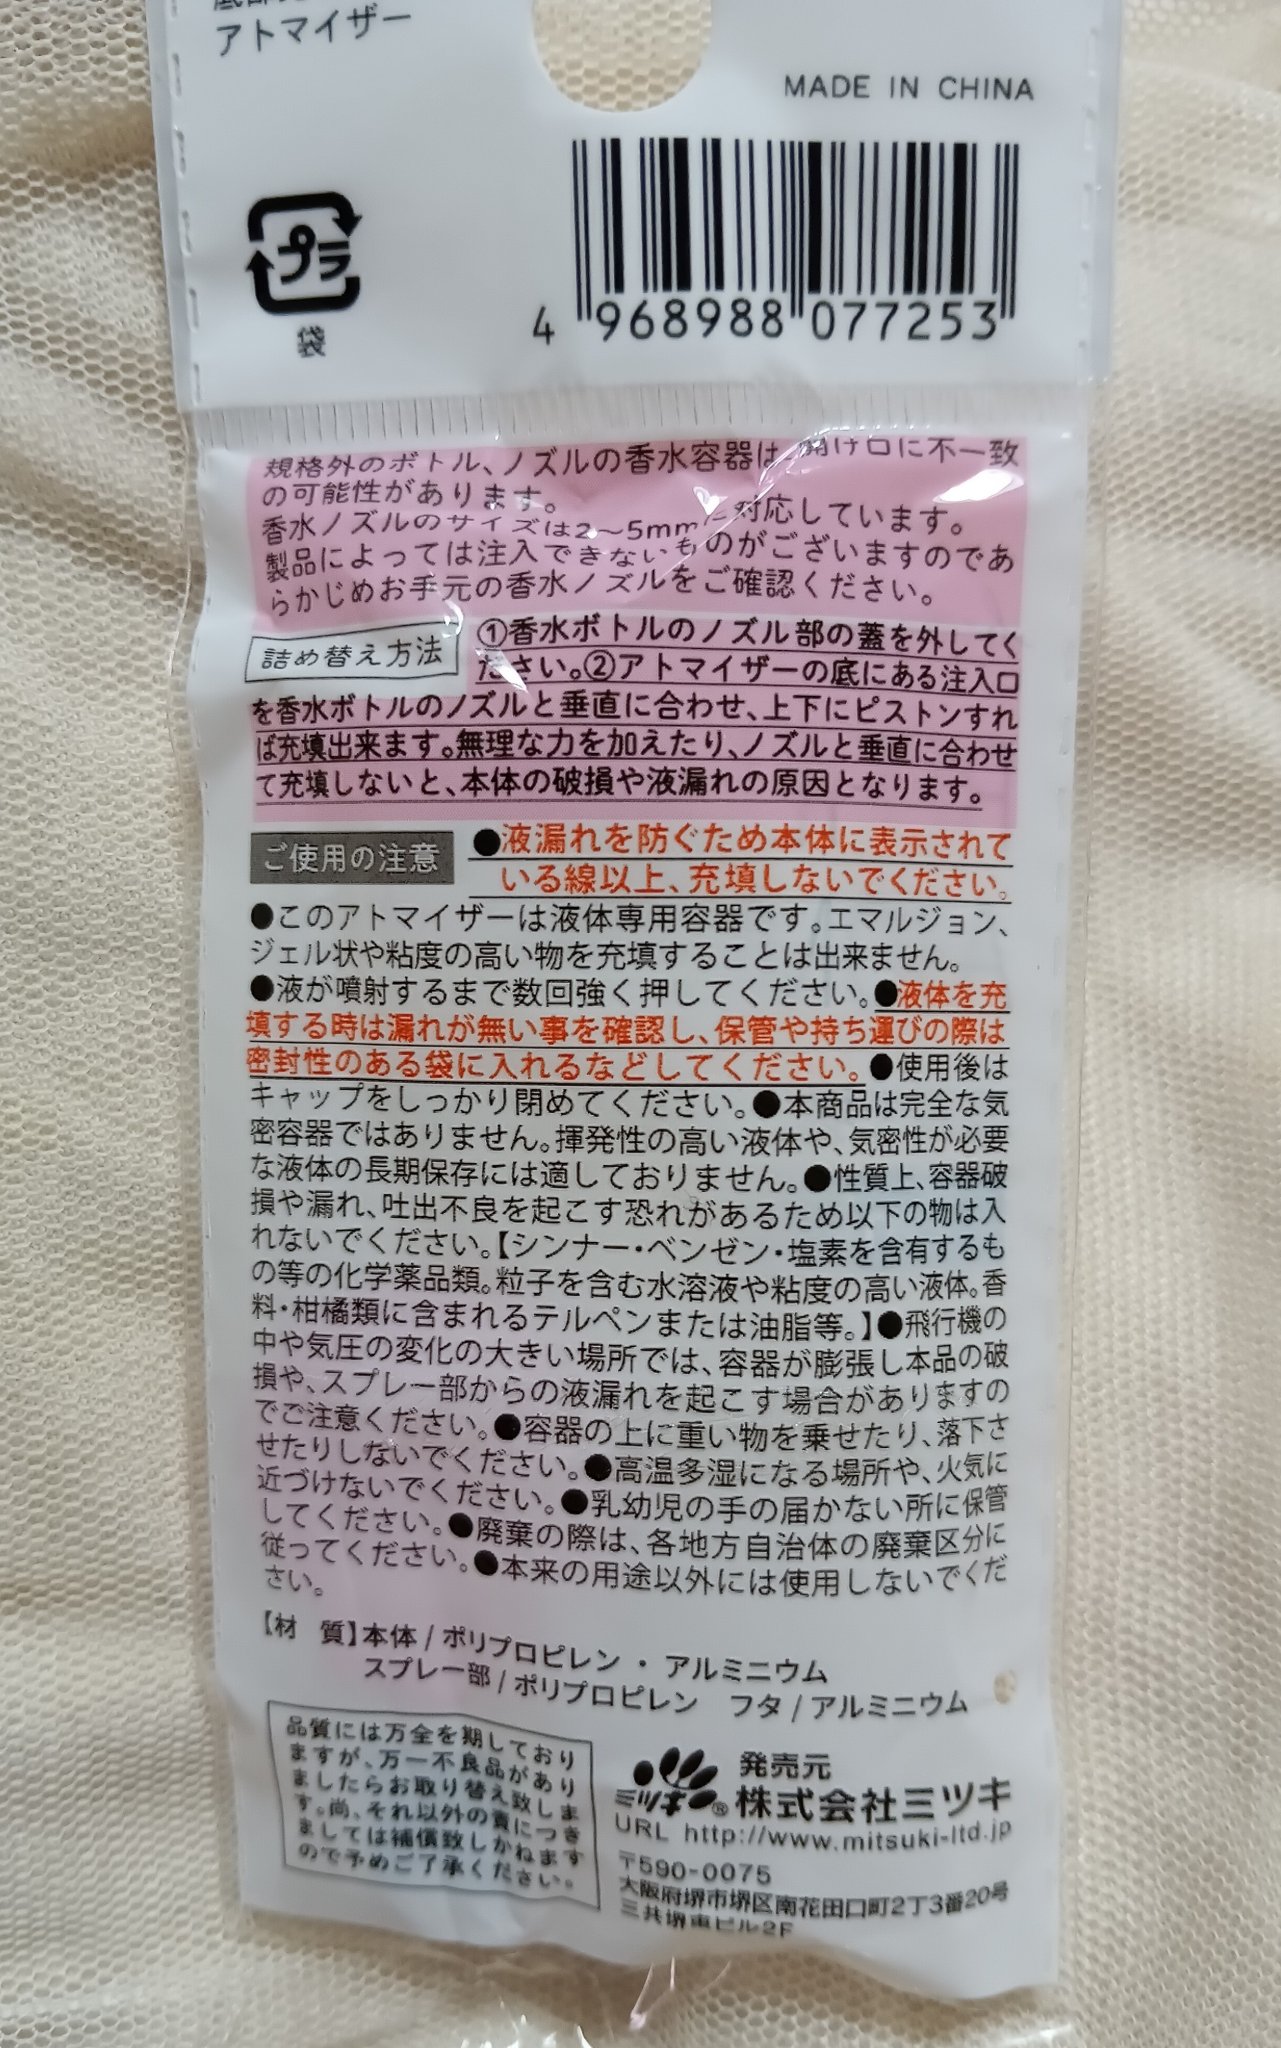 アトマイザー
MADE IN CHINA
プラ
袋
4 968988 077253
規格外のボトル、ノズルの香水容器は、開け口に不一致
の可能性があります。
香水ノズルのサイズは2～5mmに対応しています。
製品によっては注入できないものがございますのであ
らかじめお手元の香水ノズルをご確認ください。
詰め替え方法 ①香水ボトルのノズル部の蓋を外してく
ださい。②アトマイザーの底にある注入口
を香水ボトルのノズルと垂直に合わせ、上下にピストンすれ
ば充填出来ます。無理な力を加えたり、ノズルと垂直に合わせ
て充填しないと、本体の破損や液漏れの原因となります。
ご使用の注意 ●液漏れを防ぐため本体に表示されて
いる線以上、充填しないでください。
●このアトマイザーは液体専用容器です。エマルジョン、
ジェル状や粘度の高い物を充填することは出来ません。
●液が噴射するまで数回強く押してください。●液体を充
填する時は漏れが無い事を確認し、保管や持ち運びの際は
密封性のある袋に入れるなどしてください。●使用後は
キャップをしっかり閉めてください。●本商品は完全な気
密容器ではありません。揮発性の高い液体や、気密性が必要
な液体の長期保存には適しておりません。●性質上、容器破
損や漏れ、吐出不良を起こす恐れがあるため以下の物は入
れないでください。【シンナー・ベンゼン・塩素を含有するも
の等の化学薬品類。粒子を含む水溶液や粘度の高い液体。香
料・柑橘類に含まれるテルペンまたは油脂等。】●飛行機の
中や気圧の変化の大きい場所では、容器が膨張し本品の破
損や、スプレー部からの液漏れを起こす場合がありますの
でご注意ください。●容器の上に重い物を乗せたり、落下さ
せたりしないでください。●高温多湿になる場所や、火気に
近づけないでください。●乳幼児の手の届かない所に保管
してください。●廃棄の際は、各地方自治体の廃棄区分に
従ってください。●本来の用途以外には使用しないでくだ
さい。
【材　質】本体 / ポリプロピレン ・ アルミニウム
スプレー部 / ポリプロピレン　フタ / アルミニウム
品質には万全を期しており
ますが、万一不良品があり
ましたらお取り替え致しま
す。尚、それ以外の責につき
ましては補償致しかねます
ので予めご了承ください。
ミツキ®
発売元
株式会社ミツキ
URL http://www.mitsuki-ltd.jp
〒590-0075
大阪府堺市堺区南花田口町2丁3番20号
三共堺東ビル2F